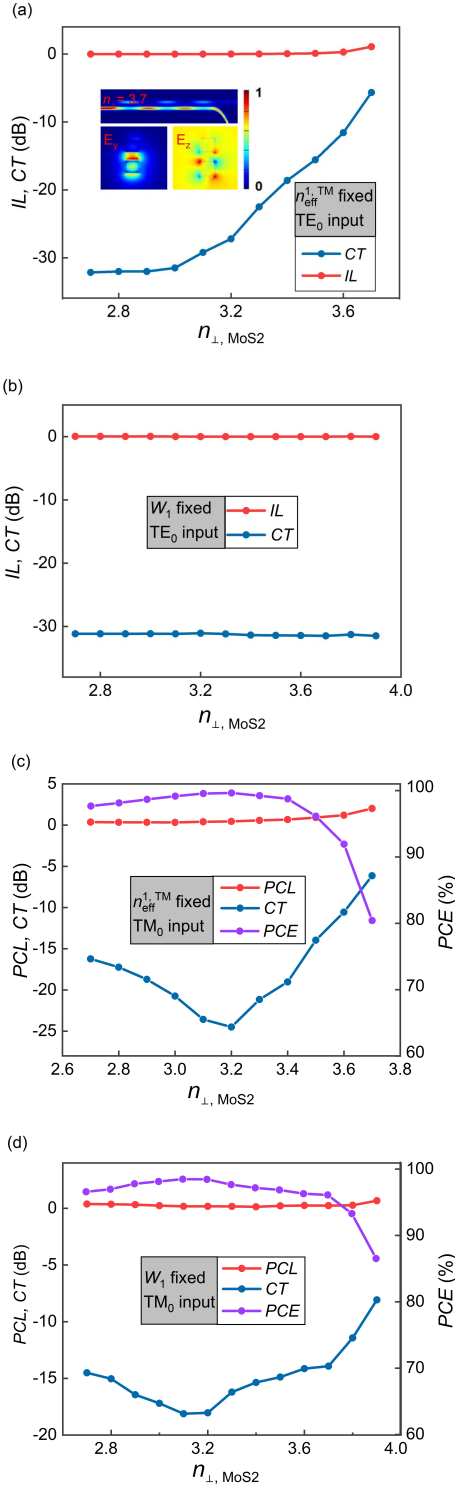 (a)
0
-10
-20
-30
IL, CT (dB)
n⊥ = 3.7
Ey
Ez
1
0
n_eff^1, TM fixed
TE0 input
CT
IL
2.8
3.2
3.6
n⊥, MoS2
(b)
0
-10
-20
-30
IL, CT (dB)
W1 fixed
TE0 input
IL
CT
2.8
3.2
3.6
4.0
n⊥, MoS2
(c)
5
0
-5
-10
-15
-20
-25
PCL, CT (dB)
100
90
80
70
60
PCE (%)
n_eff^1, TM fixed
TM0 input
PCL
CT
PCE
2.6
2.8
3.0
3.2
3.4
3.6
3.8
n⊥, MoS2
(d)
0
-5
-10
-15
-20
PCL, CT (dB)
100
90
80
70
60
PCE (%)
W1 fixed
TM0 input
PCL
CT
PCE
2.8
3.2
3.6
4.0
n⊥, MoS2